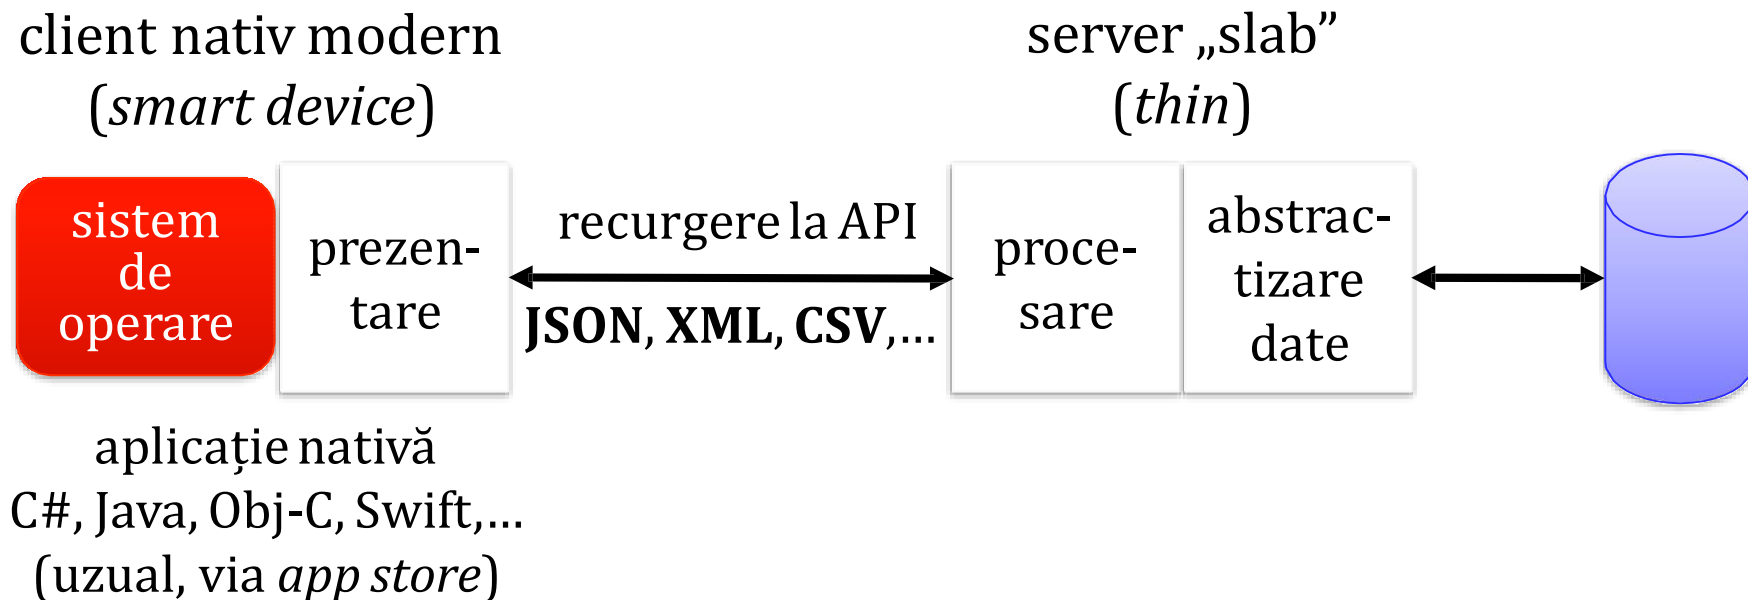 client nativ modern
(smart device)
server „slab”
(thin)
sistem
de
operare
prezen-
tare
recurgere la API
JSON, XML, CSV,…
proce-
sare
abstrac-
tizare
date
aplicație nativă
C#, Java, Obj-C, Swift,…
(uzual, via app store)